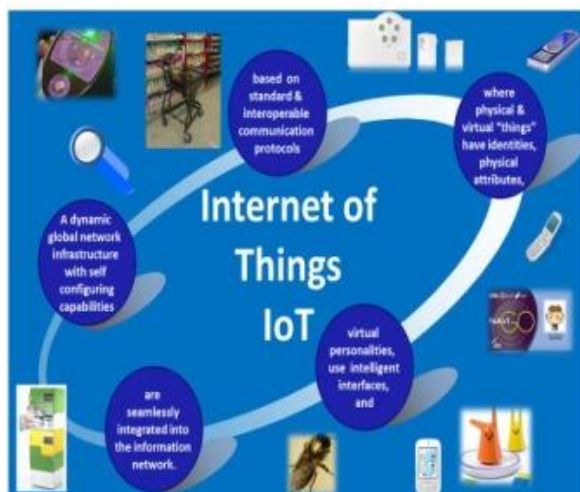 based on
standard &
interoperable
communication
protocols
where
physical &
virtual "things"
have identities,
physical
attributes,
A dynamic
global network
infrastructure
with self
configuring
capabilities
Internet of
Things
IoT
virtual
personalities,
use intelligent
interfaces,
and
are
seamlessly
integrated into
the information
network.
GO